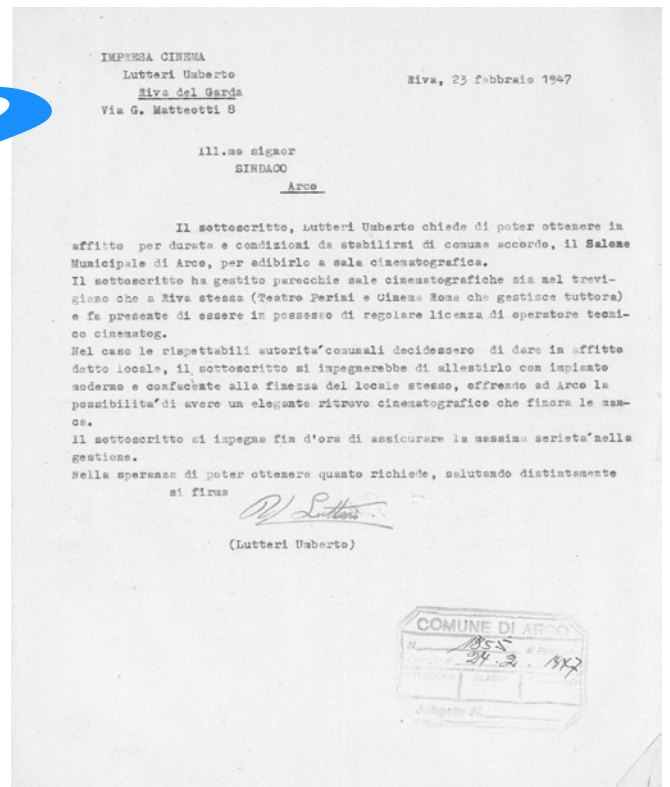 IMPRESA CINEMA
Lutteri Umberto
Riva del Garda
Via G. Matteotti 8
Riva, 23 febbraio 1947
Ill.mo signor
SINDACO
Arco
Il sottoscritto, Lutteri Umberto chiede di poter ottenere in
affitto per durata e condizioni da stabilirsi di comune accordo, il Salone
Municipale di Arco, per adibirlo a sala cinematografica.
Il sottoscritto ha gestito parecchie sale cinematografiche sia nel trevi-
giano che a Riva stessa (Teatro Perini e Cinema Roma che gestisce tuttora)
e fa presente di essere in possesso di regolare licenza di operatore tecni-
co cinematog.
Nel caso le rispettabili autorita´comunali decidessero di dare in affitto
detto locale, il sottoscritto si impegnerebbe di allestirlo con impianto
moderno e confacente alla finezza del locale stesso, offrendo ad Arco la
possibilita´di avere un elegante ritrovo cinematografico che finora le man-
ca.
Il sottoscritto si impegna fin d'ora di assicurare la massima serieta´nella
gestione.
Nella speranza di poter ottenere quanto richiede, salutando distintamente
si firma
U Lutteri
(Lutteri Umberto)
COMUNE DI ARCO
N. 1855
24.2.1947